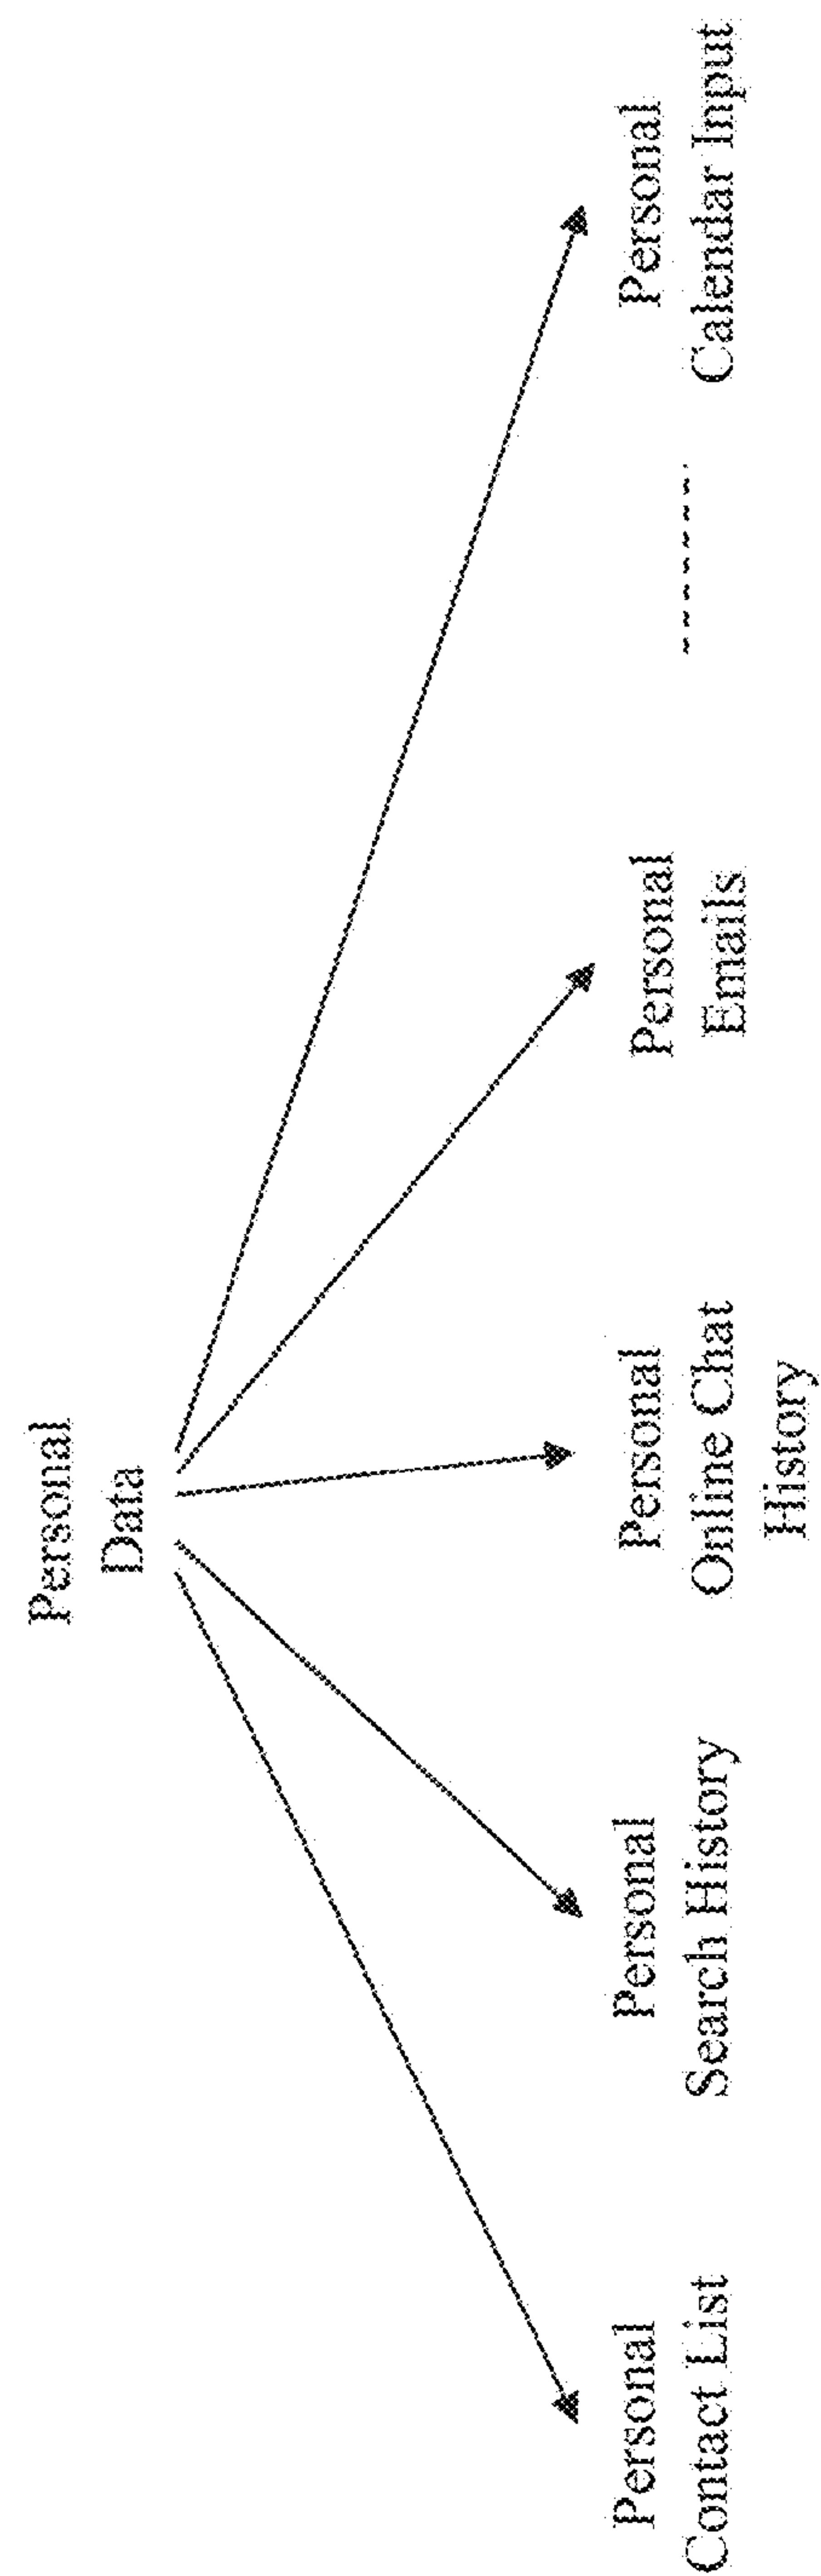 Personal
Data
Personal
Contact List
Personal
Search History
Personal
Online Chat
History
Personal
Emails
Personal
Calendar Input